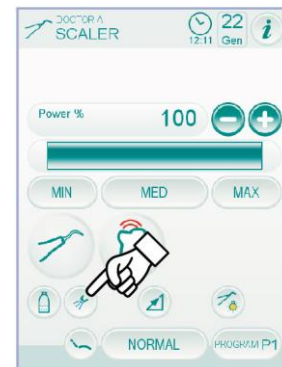 DOCTOR A
SCALER
12:11
22
Gen
i
Power %
100
MIN
MED
MAX
NORMAL
PROGRAM P1